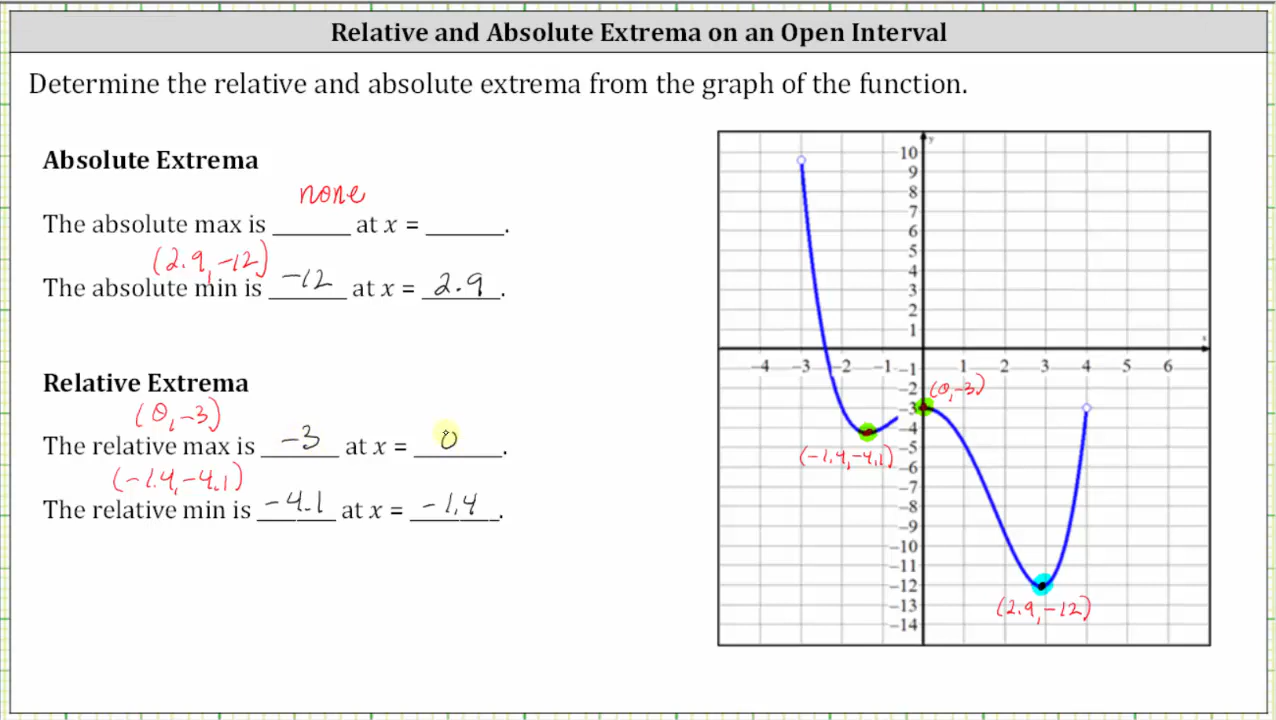 Relative and Absolute Extrema on an Open Interval
Determine the relative and absolute extrema from the graph of the function.
Absolute Extrema
none
The absolute max is ______ at x = ______.
(2.9, -12)
The absolute min is -12 at x = 2.9.
Relative Extrema
(0, -3)
The relative max is -3 at x = 0.
(-1.4, -4.1)
The relative min is -4.1 at x = -1.4.
y
10
9
8
7
6
5
4
3
2
1
x
-4 -3 -2 -1 1 2 3 4 5 6
-1
-2
(0, -3)
-3
-4
(-1.4, -4.1)
-5
-6
-7
-8
-9
-10
-11
-12
(2.9, -12)
-13
-14